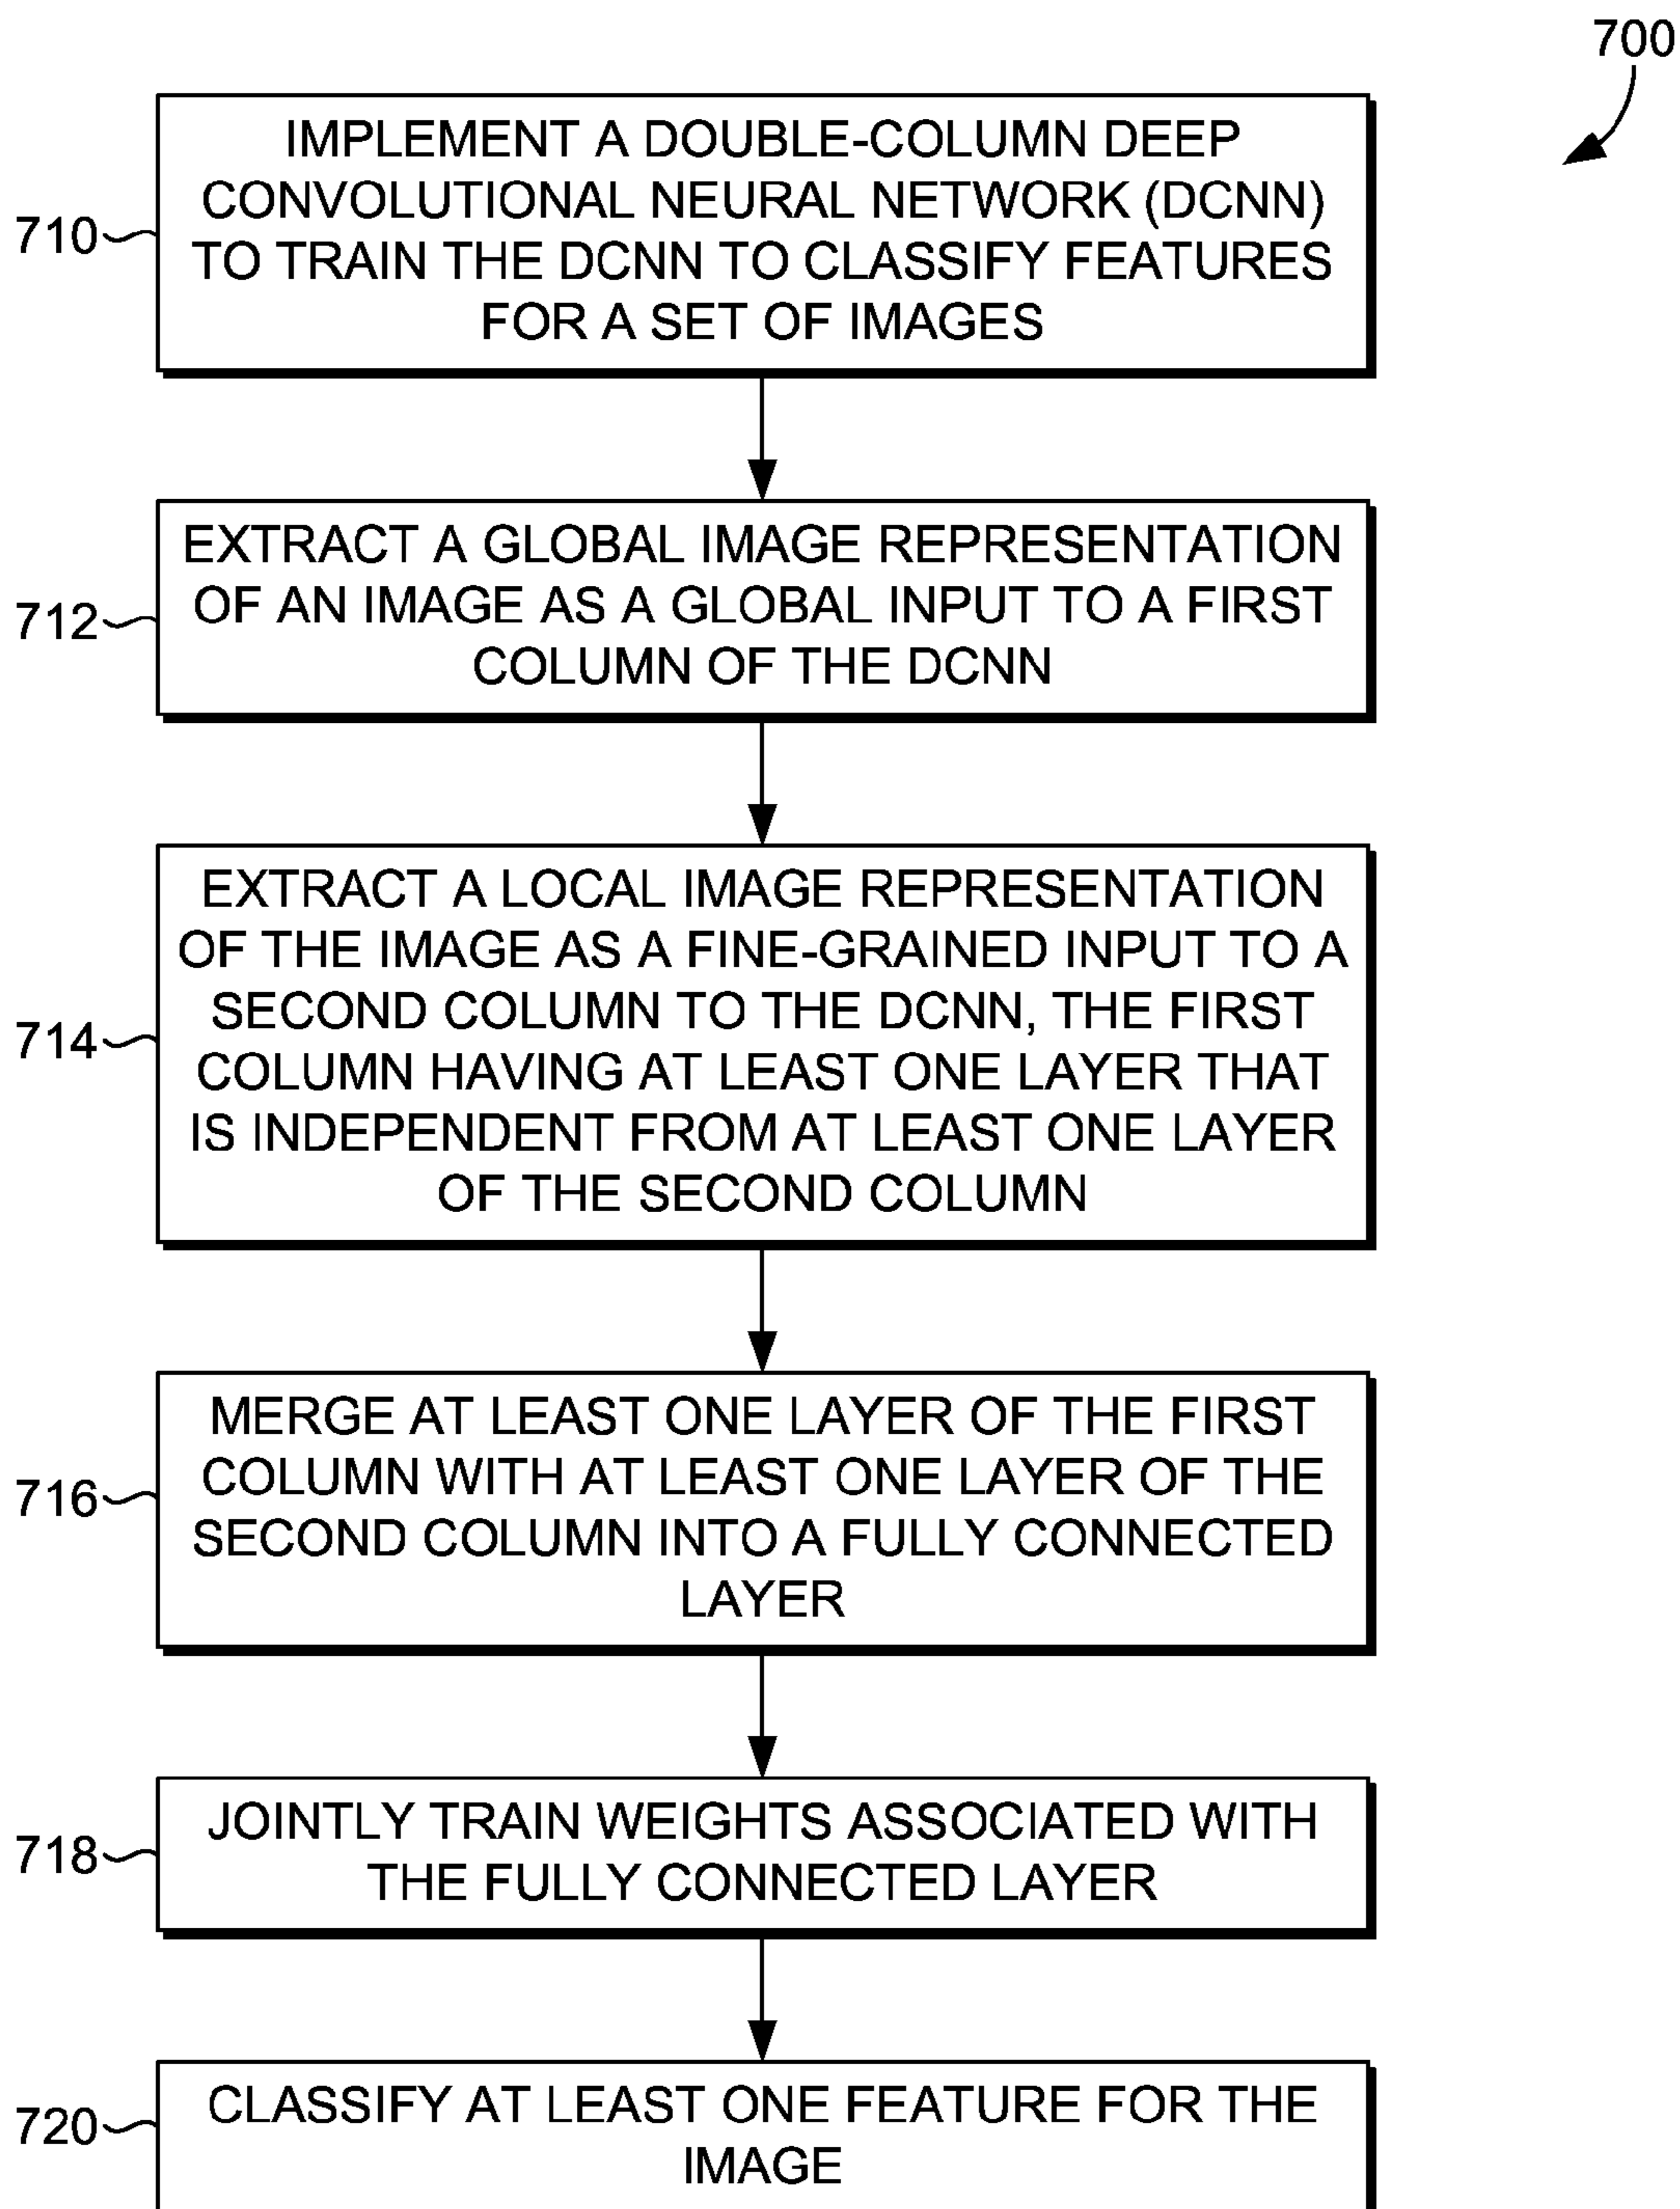 700
710
IMPLEMENT A DOUBLE-COLUMN DEEP
CONVOLUTIONAL NEURAL NETWORK (DCNN)
TO TRAIN THE DCNN TO CLASSIFY FEATURES
FOR A SET OF IMAGES
712
EXTRACT A GLOBAL IMAGE REPRESENTATION
OF AN IMAGE AS A GLOBAL INPUT TO A FIRST
COLUMN OF THE DCNN
714
EXTRACT A LOCAL IMAGE REPRESENTATION
OF THE IMAGE AS A FINE-GRAINED INPUT TO A
SECOND COLUMN TO THE DCNN, THE FIRST
COLUMN HAVING AT LEAST ONE LAYER THAT
IS INDEPENDENT FROM AT LEAST ONE LAYER
OF THE SECOND COLUMN
716
MERGE AT LEAST ONE LAYER OF THE FIRST
COLUMN WITH AT LEAST ONE LAYER OF THE
SECOND COLUMN INTO A FULLY CONNECTED
LAYER
718
JOINTLY TRAIN WEIGHTS ASSOCIATED WITH
THE FULLY CONNECTED LAYER
720
CLASSIFY AT LEAST ONE FEATURE FOR THE
IMAGE